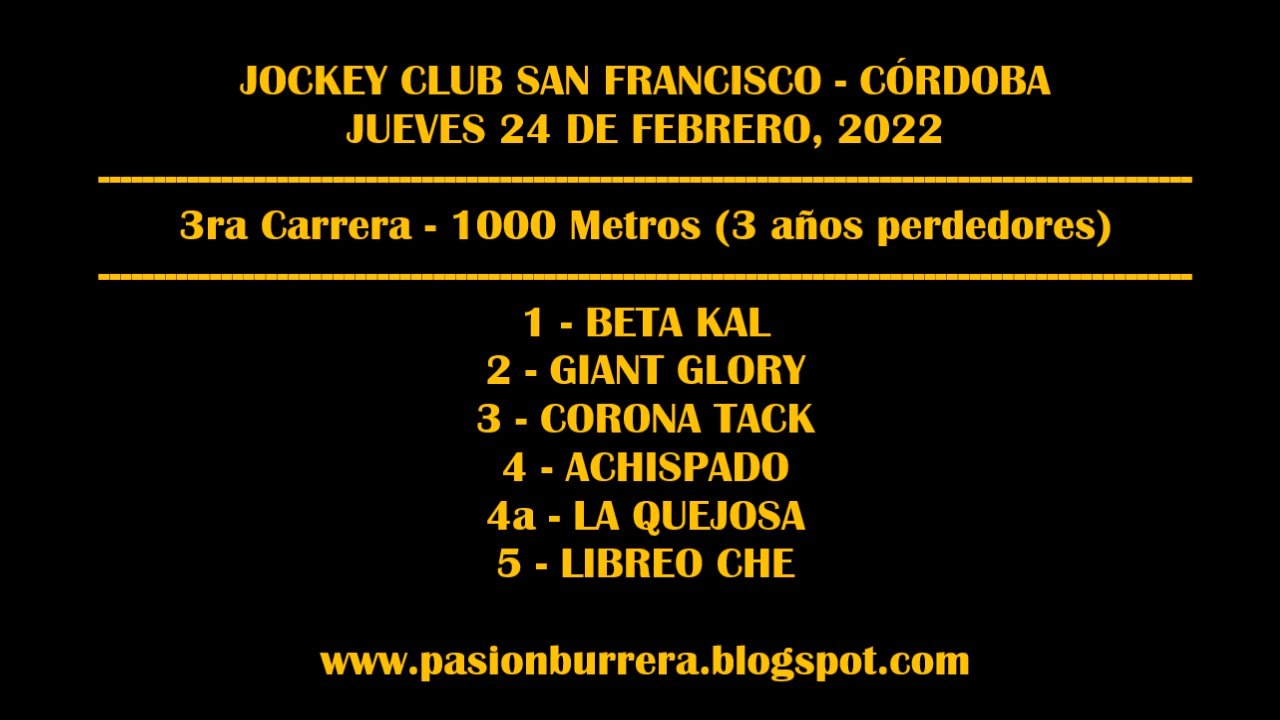 JOCKEY CLUB SAN FRANCISCO - CÓRDOBA
JUEVES 24 DE FEBRERO, 2022
3ra Carrera - 1000 Metros (3 años perdedores)
1 - BETA KAL
2 - GIANT GLORY
3 - CORONA TACK
4 - ACHISPADO
4a - LA QUEJOSA
5 - LIBREO CHE
www.pasionburrera.blogspot.com